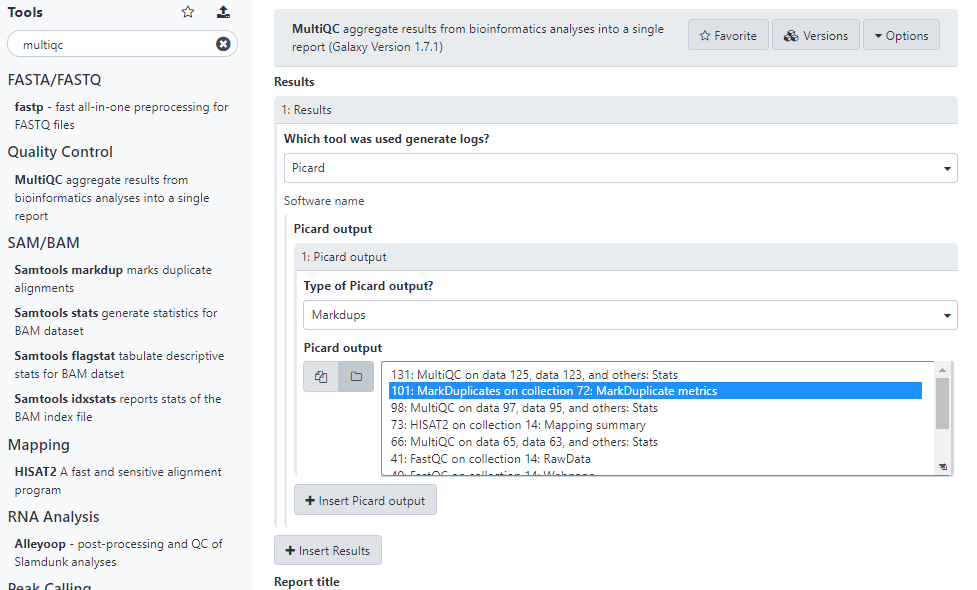 Tools
multiqc
FASTA/FASTQ
fastp - fast all-in-one preprocessing for
FASTQ files
Quality Control
MultiQC aggregate results from
bioinformatics analyses into a single
report
SAM/BAM
Samtools markdup marks duplicate
alignments
Samtools stats generate statistics for
BAM dataset
Samtools flagstat tabulate descriptive
stats for BAM datset
Samtools idxstats reports stats of the
BAM index file
Mapping
HISAT2 A fast and sensitive alignment
program
RNA Analysis
Alleyoop - post-processing and QC of
Slamdunk analyses
Peak Calling
MultiQC aggregate results from bioinformatics analyses into a single
report (Galaxy Version 1.7.1)
Favorite
Versions
Options
Results
1: Results
Which tool was used generate logs?
Picard
Software name
Picard output
1: Picard output
Type of Picard output?
Markdups
Picard output
131: MultiQC on data 125, data 123, and others: Stats
101: MarkDuplicates on collection 72: MarkDuplicate metrics
98: MultiQC on data 97, data 95, and others: Stats
73: HISAT2 on collection 14: Mapping summary
66: MultiQC on data 65, data 63, and others: Stats
41: FastQC on collection 14: RawData
40: FastQC on collection 14: Webpage
Insert Picard output
Insert Results
Report title